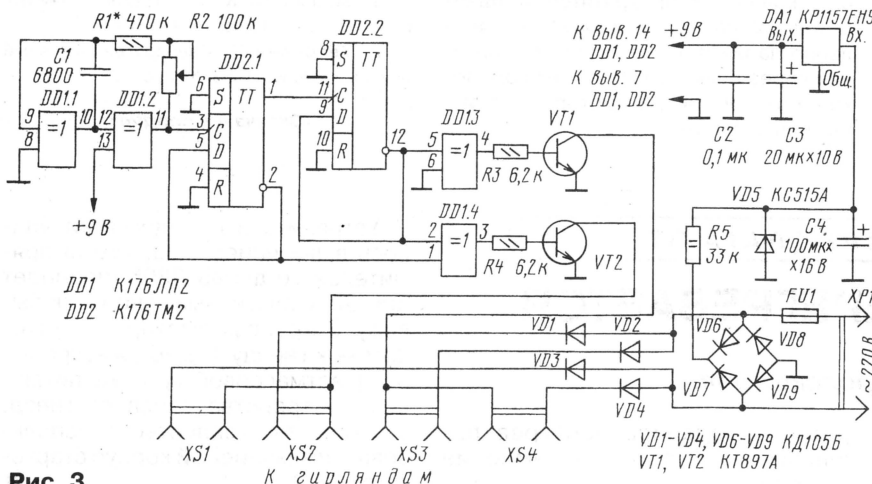 R1* 470 к
R2 100 к
C1
6800
DD1.1
DD1.2
9
8
=1
10
12
13
=1
11
+9 В
DD2.1
6
S
TT
1
3
C
5
D
4
R
2
DD2.2
8
S
TT
11
C
9
D
10
R
12
DD1.3
5
6
=1
4
R3 6,2 к
VT1
DD1.4
2
1
=1
3
R4 6,2 к
VT2
К выв. 14
DD1, DD2
+9 В
К выв. 7
DD1, DD2
DA1 КР1157ЕН9
Вых.
Вх.
Общ.
C2
0,1 мк
C3
20 мк×10 В
VD5 КС515А
R5
33 к
C4,
100 мк×
×16 В
FU1
XP1
~220 В
VD6
VD8
VD7
VD9
VD1
VD2
VD3
VD4
DD1 К176ЛП2
DD2 К176ТМ2
XS1
XS2
XS3
XS4
К гирляндам
VD1-VD4, VD6-VD9 КД105Б
VT1, VT2 КТ897А
Рис. 3